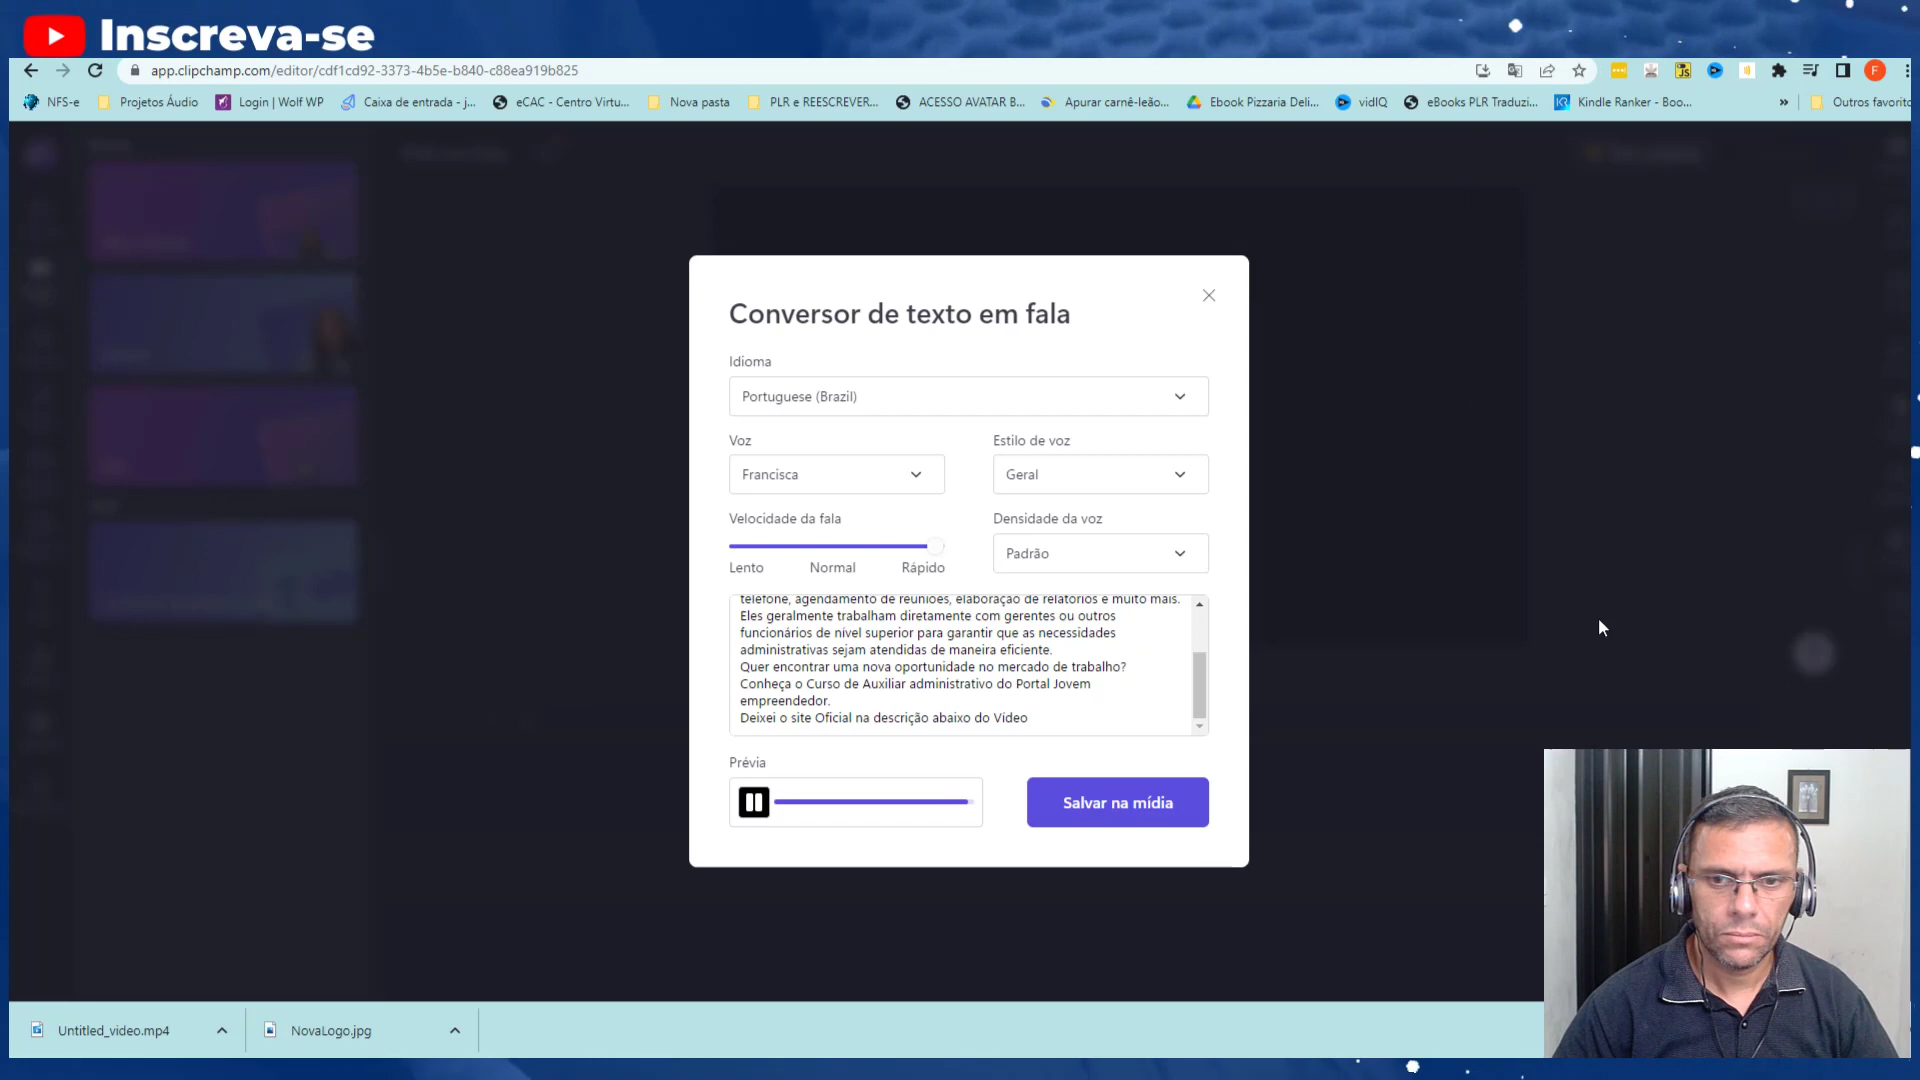 Inscreva-se
app.clipchamp.com/editor/cdf1cd92-3373-4b5e-b840-c88ea919b825
F
NFS-e
Projetos Áudio
Login | Wolf WP
Caixa de entrada - j...
eCAC - Centro Virtu...
Nova pasta
PLR e REESCREVER...
ACESSO AVATAR B...
Apurar carnê-leão...
Ebook Pizzaria Deli...
vidIQ
eBooks PLR Traduzi...
Kindle Ranker - Boo...
»
Outros favorito
Conversor de texto em fala
Idioma
Portuguese (Brazil)
Voz
Estilo de voz
Francisca
Geral
Velocidade da fala
Densidade da voz
Padrão
Lento
Normal
Rápido
telefone, agendamento de reuniões, elaboração de relatórios e muito mais.
Eles geralmente trabalham diretamente com gerentes ou outros
funcionários de nível superior para garantir que as necessidades
administrativas sejam atendidas de maneira eficiente.
Quer encontrar uma nova oportunidade no mercado de trabalho?
Conheça o Curso de Auxiliar administrativo do Portal Jovem
empreendedor.
Deixei o site Oficial na descrição abaixo do Vídeo
Prévia
Salvar na mídia
Untitled_video.mp4
NovaLogo.jpg